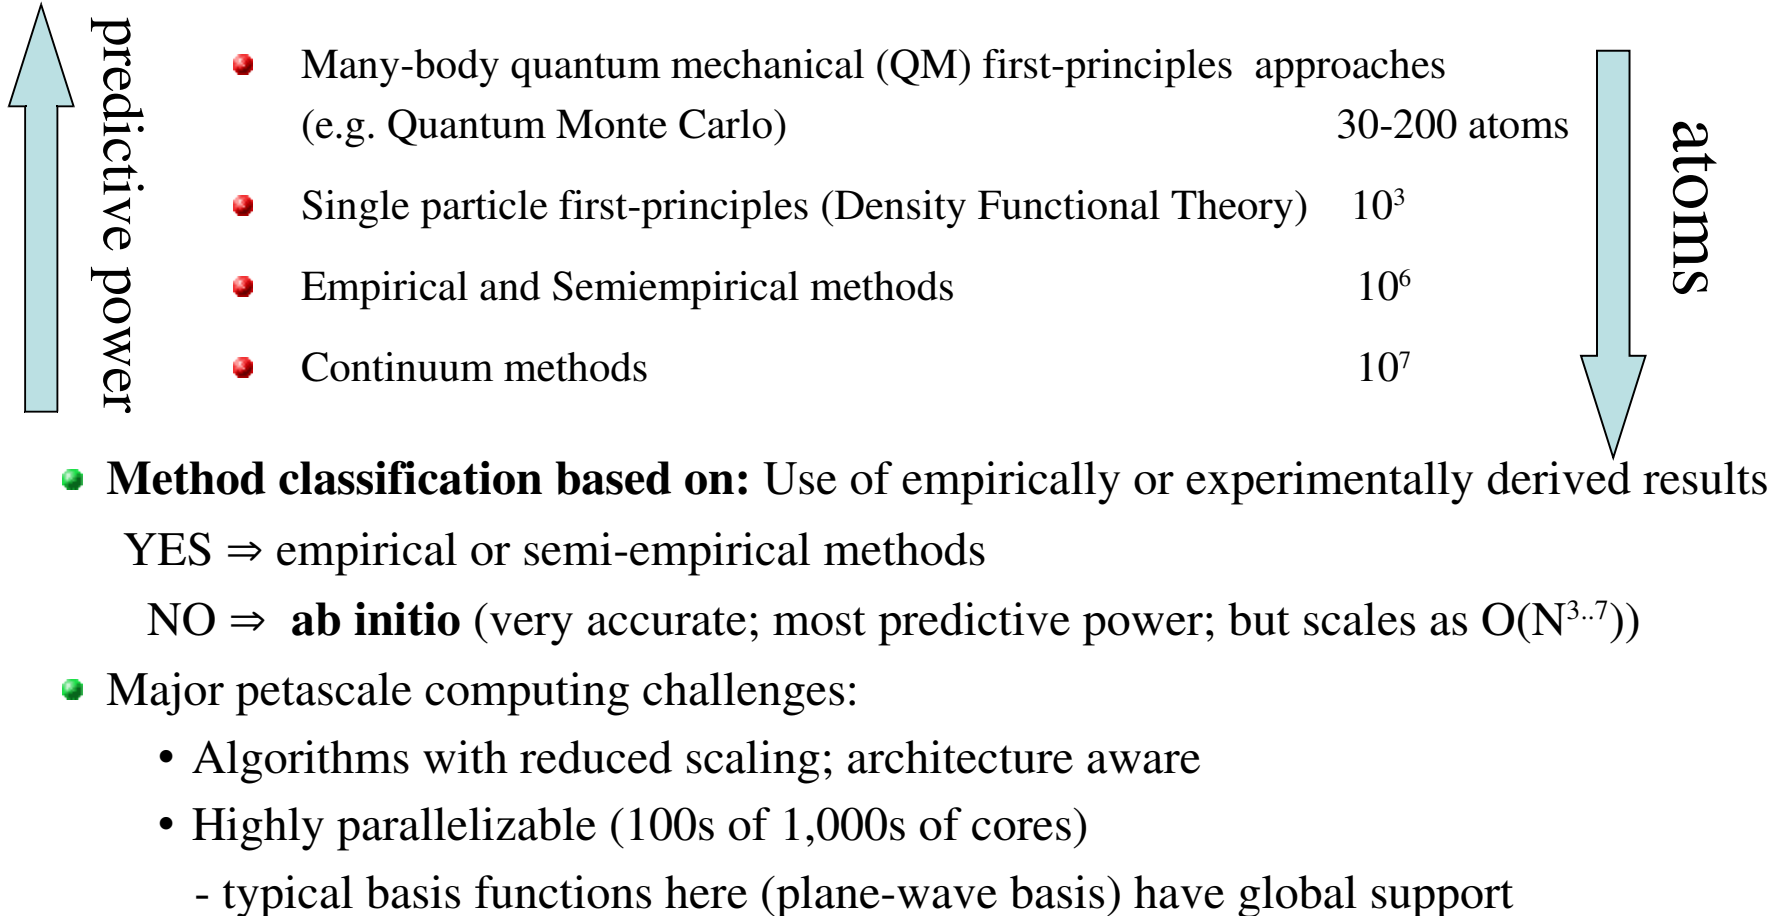 predictive power
• Many-body quantum mechanical (QM) first-principles approaches
(e.g. Quantum Monte Carlo) 30-200 atoms
• Single particle first-principles (Density Functional Theory) 10³
• Empirical and Semiempirical methods 10⁶
• Continuum methods 10⁷
atoms
• Method classification based on: Use of empirically or experimentally derived results
YES ⇒ empirical or semi-empirical methods
NO ⇒ ab initio (very accurate; most predictive power; but scales as O(N³··⁷))
• Major petascale computing challenges:
• Algorithms with reduced scaling; architecture aware
• Highly parallelizable (100s of 1,000s of cores)
- typical basis functions here (plane-wave basis) have global support